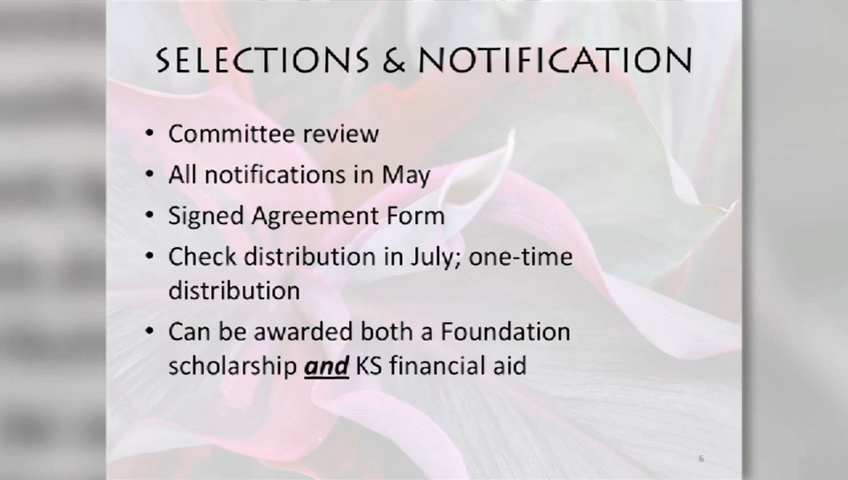 SELECTIONS & NOTIFICATION
• Committee review
• All notifications in May
• Signed Agreement Form
• Check distribution in July; one-time
distribution
• Can be awarded both a Foundation
scholarship and KS financial aid
6